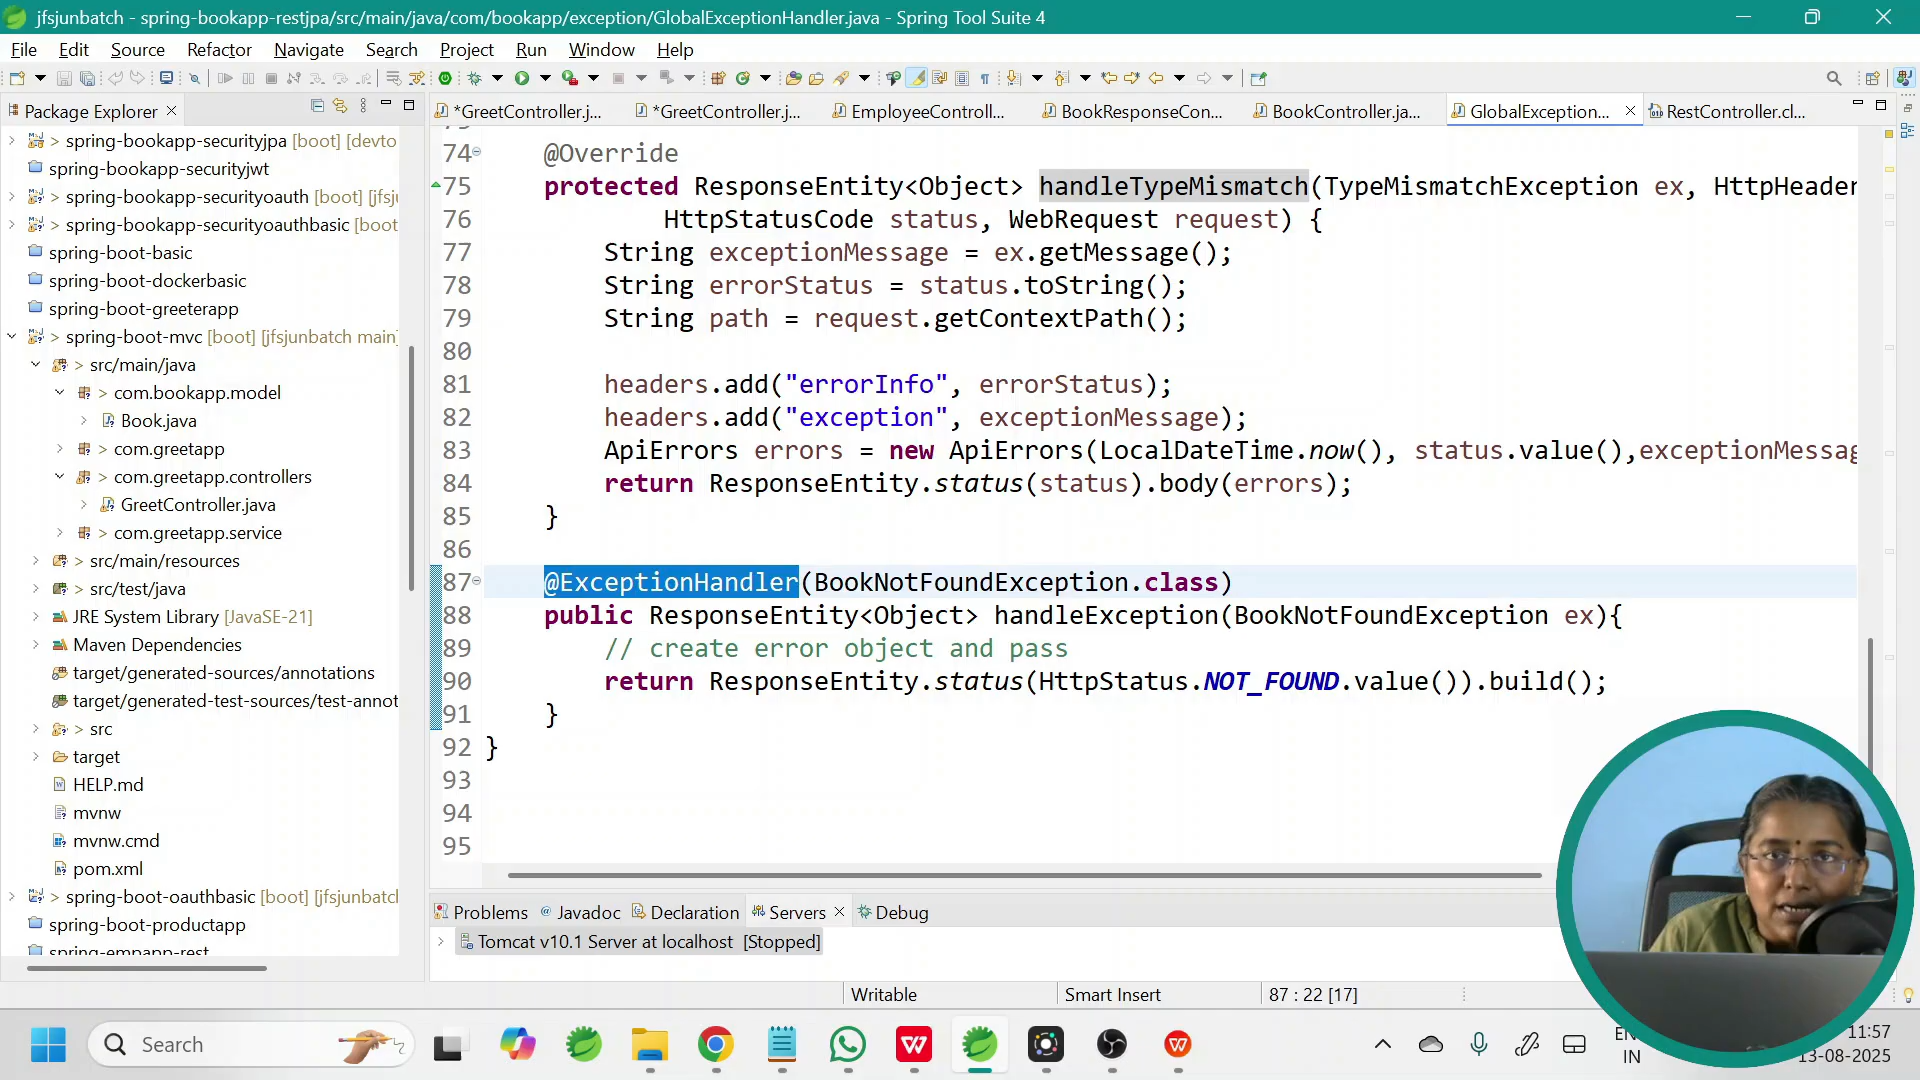 jfsjunbatch - spring-bookapp-restjpa/src/main/java/com/bookapp/exception/GlobalExceptionHandler.java - Spring Tool Suite 4
File Edit Source Refactor Navigate Search Project Run Window Help
Package Explorer
*GreetController.j... *GreetController.j... EmployeeControll... BookResponseCon... BookController.ja... GlobalException... RestController.cl...
> spring-bookapp-securityjpa [boot] [devto
spring-bookapp-securityjwt
> spring-bookapp-securityoauth [boot] [jfsj
> spring-bookapp-securityoauthbasic [boot
spring-boot-basic
spring-boot-dockerbasic
spring-boot-greeterapp
> spring-boot-mvc [boot] [jfsjunbatch main]
> src/main/java
> com.bookapp.model
Book.java
> com.greetapp
> com.greetapp.controllers
GreetController.java
> com.greetapp.service
> src/main/resources
> src/test/java
JRE System Library [JavaSE-21]
Maven Dependencies
target/generated-sources/annotations
target/generated-test-sources/test-annot
> src
target
HELP.md
mvnw
mvnw.cmd
pom.xml
> spring-boot-oauthbasic [boot] [jfsjunbatch
spring-boot-productapp
spring-empapp-rest
74 @Override
75 protected ResponseEntity<Object> handleTypeMismatch(TypeMismatchException ex, HttpHeader
76 HttpStatusCode status, WebRequest request) {
77 String exceptionMessage = ex.getMessage();
78 String errorStatus = status.toString();
79 String path = request.getContextPath();
80
81 headers.add("errorInfo", errorStatus);
82 headers.add("exception", exceptionMessage);
83 ApiErrors errors = new ApiErrors(LocalDateTime.now(), status.value(),exceptionMessag
84 return ResponseEntity.status(status).body(errors);
85 }
86
87 @ExceptionHandler(BookNotFoundException.class)
88 public ResponseEntity<Object> handleException(BookNotFoundException ex){
89 // create error object and pass
90 return ResponseEntity.status(HttpStatus.NOT_FOUND.value()).build();
91 }
92 }
93
94
95
Problems Javadoc Declaration Servers Debug
Tomcat v10.1 Server at localhost [Stopped]
Writable Smart Insert 87 : 22 [17]
Search
IN
11:57
13-08-2025